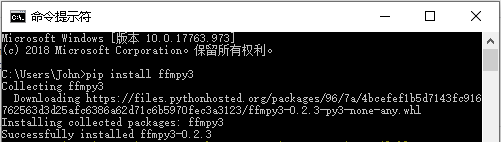 命令提示符
Microsoft Windows [版本 10.0.17763.973]
(c) 2018 Microsoft Corporation。保留所有权利。
C:\Users\John>pip install ffmpy3
Collecting ffmpy3
Downloading https://files.pythonhosted.org/packages/96/7a/4bcefef1b5d7143fc916
762563d3d25afc6386a62d71c6b5970fec3a3123/ffmpy3-0.2.3-py3-none-any.whl
Installing collected packages: ffmpy3
Successfully installed ffmpy3-0.2.3